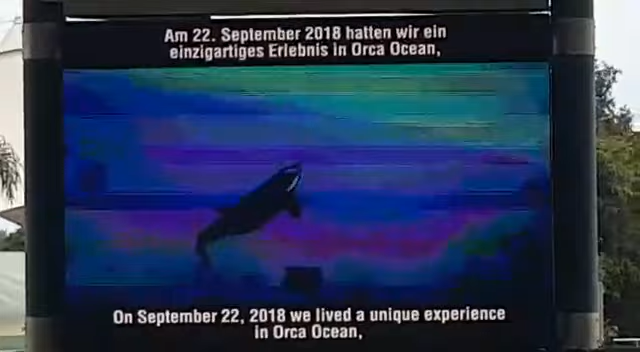 Am 22. September 2018 hatten wir ein
einzigartiges Erlebnis in Orca Ocean,
On September 22, 2018 we lived a unique experience
in Orca Ocean,